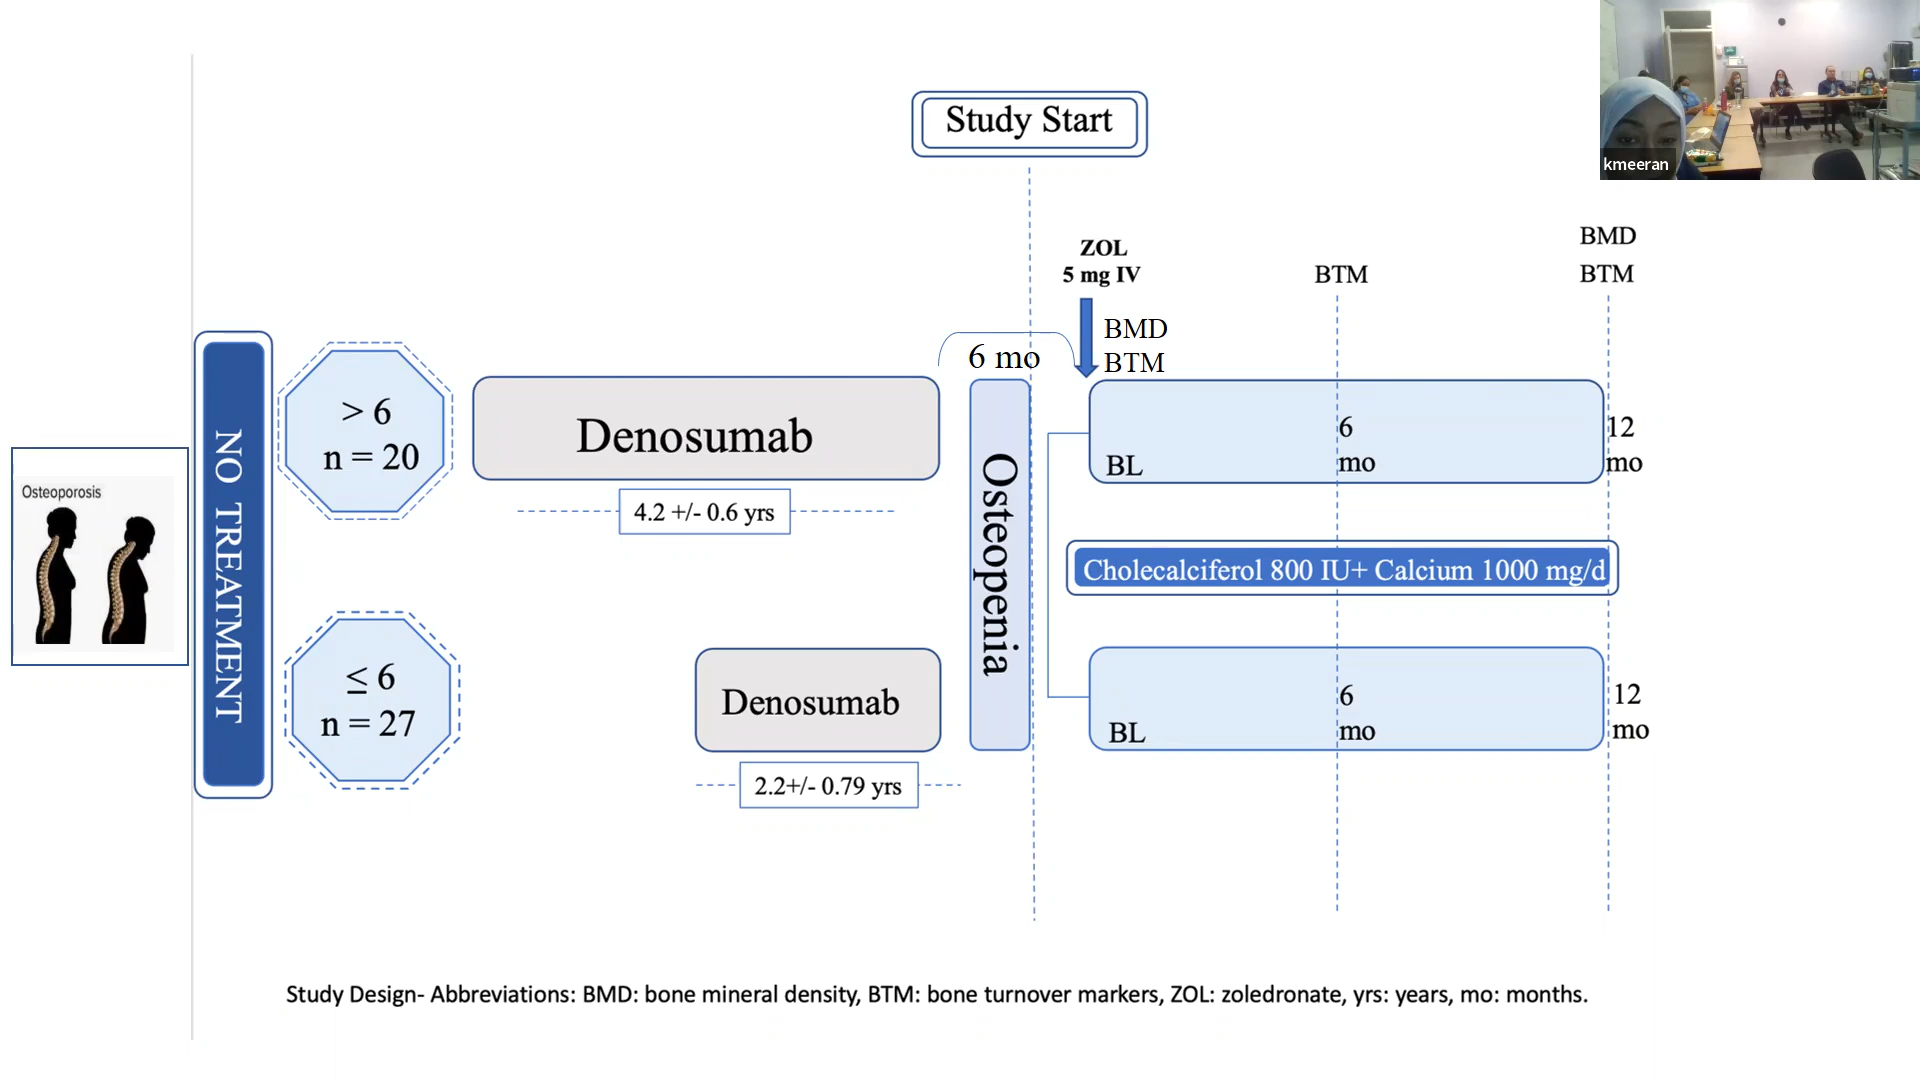 Study Start
kmeeran
ZOL
5 mg IV
BTM
BMD
BTM
BMD
BTM
6 mo
Osteoporosis
NO TREATMENT
> 6
n = 20
Denosumab
4.2 +/- 0.6 yrs
Osteopenia
BL
6
mo
12
mo
Cholecalciferol 800 IU+ Calcium 1000 mg/d
≤ 6
n = 27
Denosumab
2.2+/- 0.79 yrs
BL
6
mo
12
mo
Study Design- Abbreviations: BMD: bone mineral density, BTM: bone turnover markers, ZOL: zoledronate, yrs: years, mo: months.